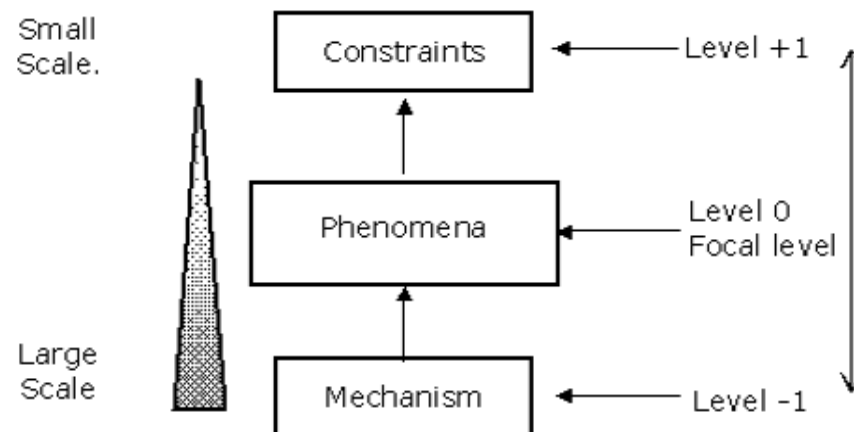 Small
Scale.
Constraints
Level +1
Phenomena
Level 0
Focal level
Large
Scale
Mechanism
Level -1